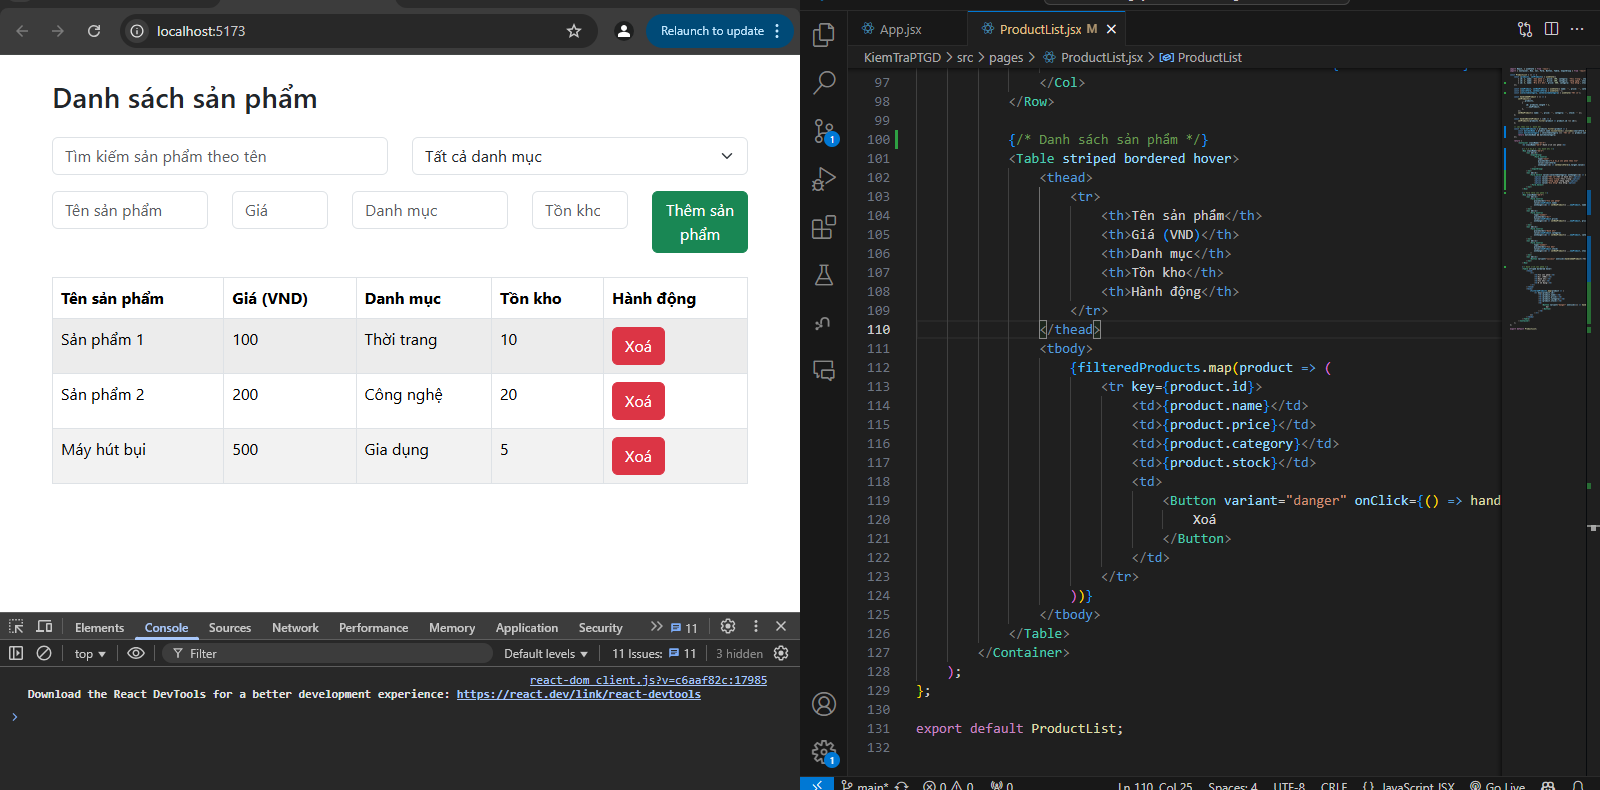 localhost:5173
Relaunch to update
Danh sách sản phẩm
Tìm kiếm sản phẩm theo tên
Tất cả danh mục
Tên sản phẩm
Giá
Danh mục
Tồn khc
Thêm sản
phẩm
Tên sản phẩm Giá (VND) Danh mục Tồn kho Hành động
Sản phẩm 1 100 Thời trang 10 Xoá
Sản phẩm 2 200 Công nghệ 20 Xoá
Máy hút bụi 500 Gia dụng 5 Xoá
Elements Console Sources Network Performance Memory Application Security 11
top Filter Default levels 11 Issues: 11 3 hidden
react-dom_client.js?v=c6aaf82c:17985
Download the React DevTools for a better development experience: https://react.dev/link/react-devtools
App.jsx
ProductList.jsx M
KiemTraPTGD > src > pages > ProductList.jsx > ProductList
97 </Col>
98 </Row>
99
100 {/* Danh sách sản phẩm */}
101 <Table striped bordered hover>
102 <thead>
103 <tr>
104 <th>Tên sản phẩm</th>
105 <th>Giá (VND)</th>
106 <th>Danh mục</th>
107 <th>Tồn kho</th>
108 <th>Hành động</th>
109 </tr>
110 </thead>
111 <tbody>
112 {filteredProducts.map(product => (
113 <tr key={product.id}>
114 <td>{product.name}</td>
115 <td>{product.price}</td>
116 <td>{product.category}</td>
117 <td>{product.stock}</td>
118 <td>
119 <Button variant="danger" onClick={() => hand
120 Xoá
121 </Button>
122 </td>
123 </tr>
124 ))}
125 </tbody>
126 </Table>
127 </Container>
128 );
129 };
130
131 export default ProductList;
132
1
1
main* 0 0 0 Ln 110, Col 25 Spaces: 4 UTF-8 CRLF {} JavaScript JSX Go Live